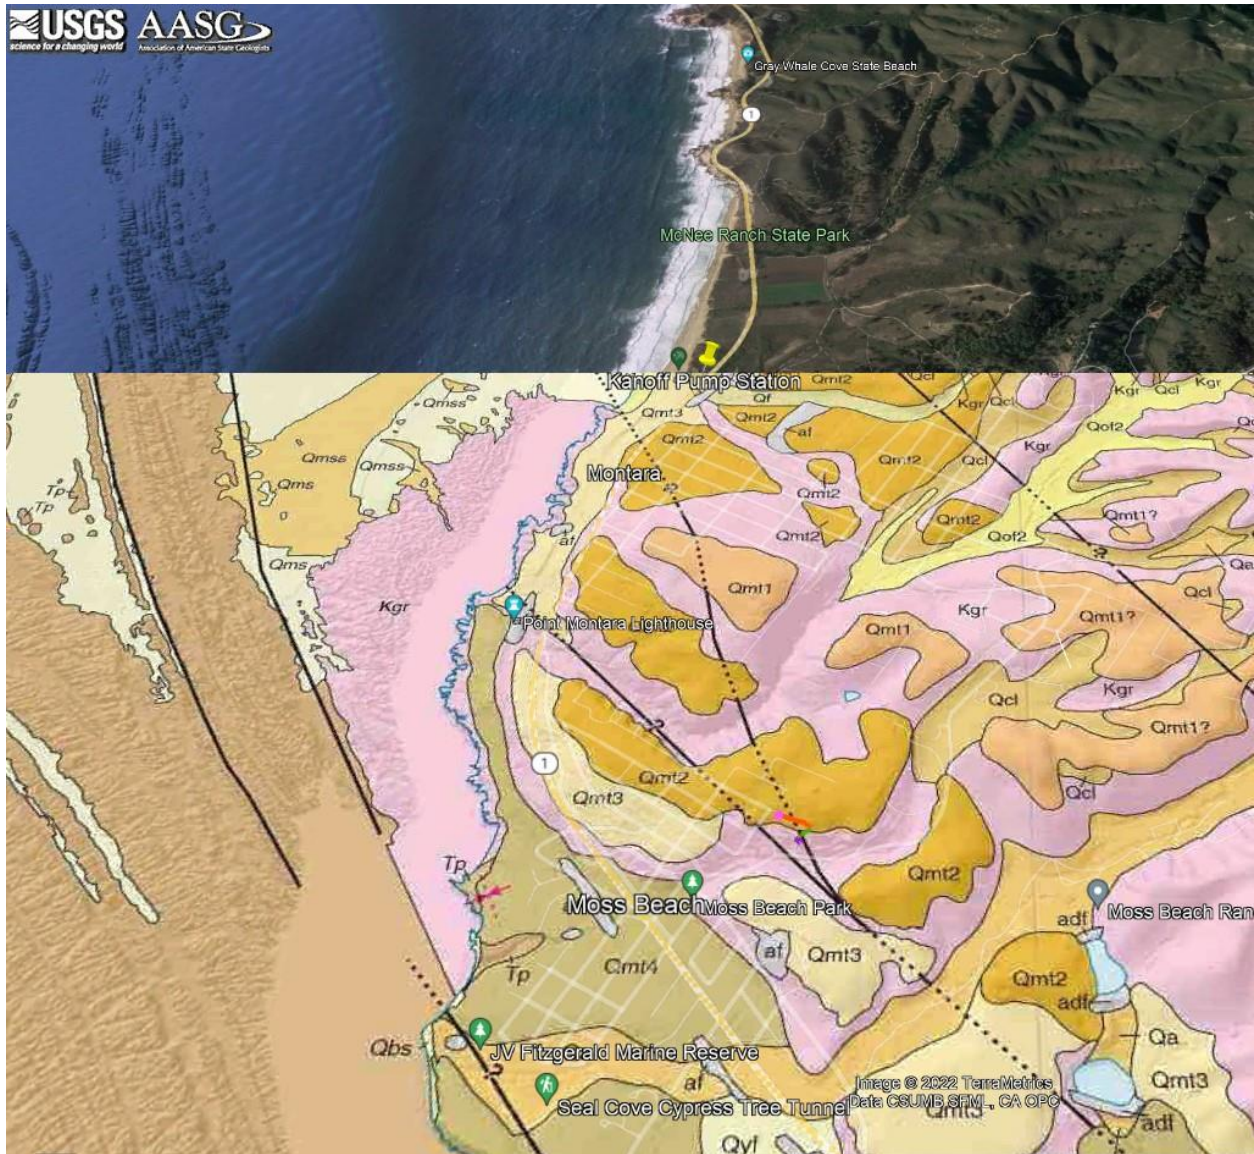 USGS
science for a changing world
AASG
Association of American State Geologists
Gray Whale Cove State Beach
1
McNee Ranch State Park
Kanoff Pump Station
Qmt2
Qcl
Kgr
Qcl
Kgr
Qmss
Qmt3
Qf
Qmt2
Kgr
Qcl
af
Qof2
Qmt2
Qmss
Qmss
Montara
Qmt2
Qcl
Kgr
Tp
Tp
Qms
Qmt2
Qmt2
Qmt2
Qmt1?
Qof2
af
Qa
Qms
Qmt1
Kgr
Kgr
Qcl
Point Montara Lighthouse
Qmt1
Qmt1?
Kgr
Qcl
Qmt1?
1
Qmt2
Qmt3
Qcl
Tp
Qmt2
Moss Beach
Moss Beach Park
Moss Beach Ran
adf
af
Qmt3
Tp
Qmt4
Qmt2
adf
Qbs
JV Fitzgerald Marine Reserve
Qa
?
af
Image © 2022 TerraMetrics
Data CSUMB SFML, CA OPC
Seal Cove Cypress Tree Tunnel
Qmt3
Qmt3
adf
Qyf